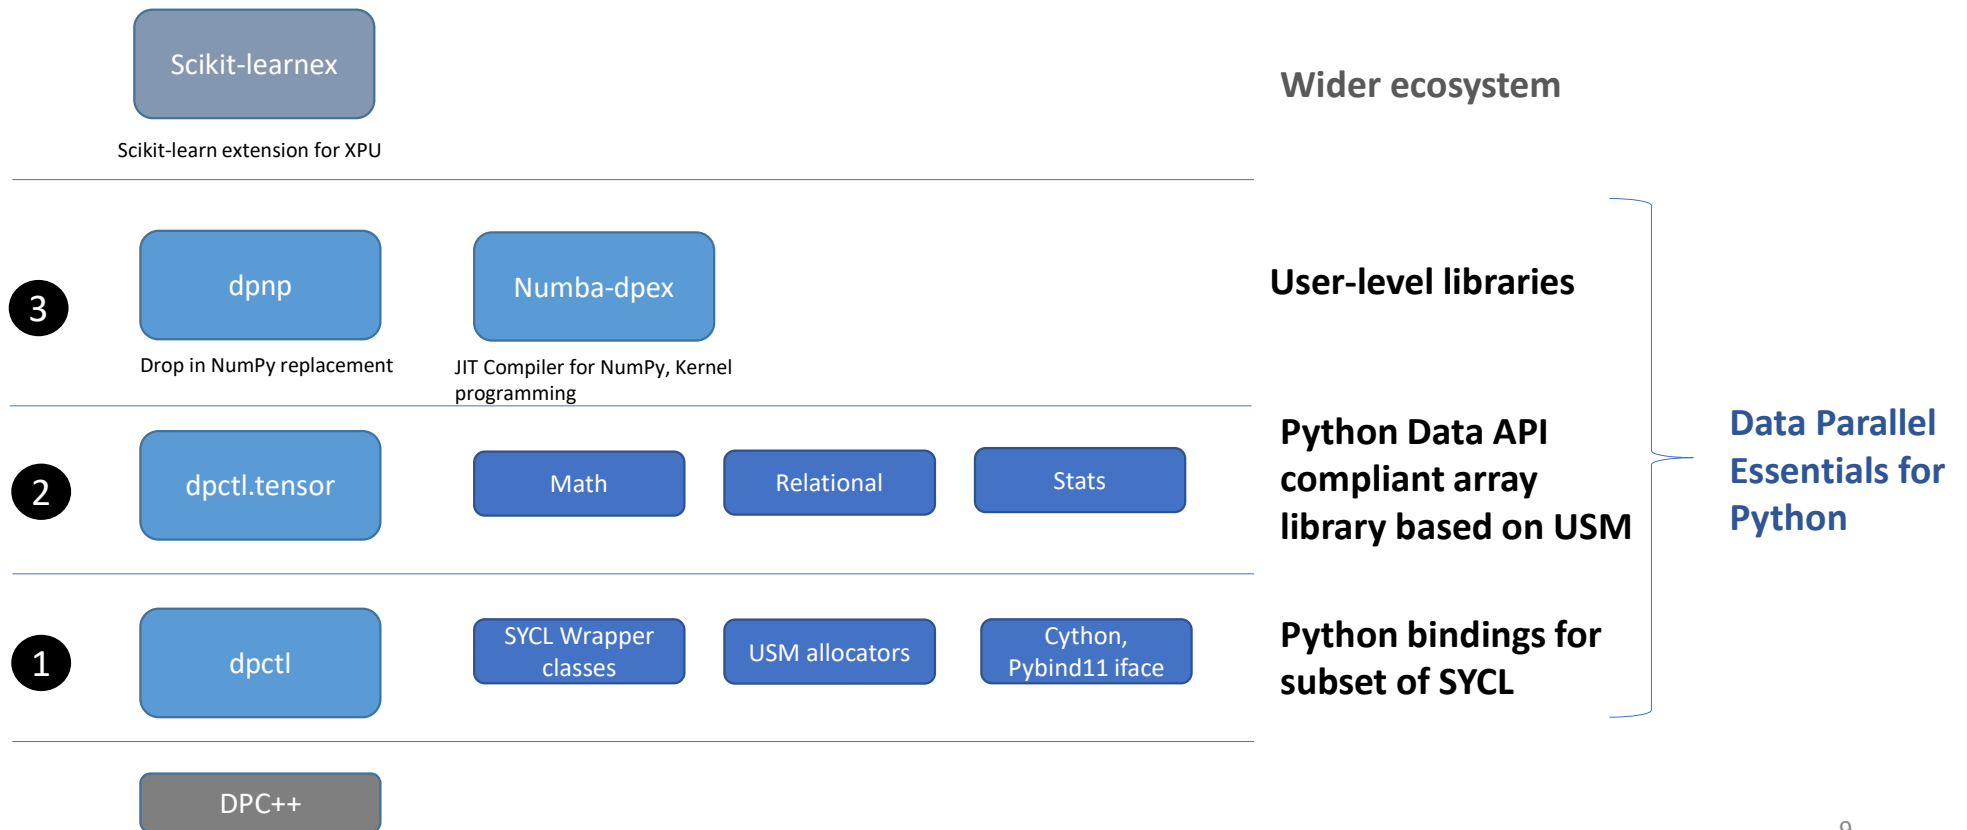 Scikit-learnex
Wider ecosystem
Scikit-learn extension for XPU
3
dpnp
Numba-dpex
User-level libraries
Drop in NumPy replacement
JIT Compiler for NumPy, Kernel
programming
2
dpctl.tensor
Math
Relational
Stats
Python Data API
compliant array
library based on USM
Data Parallel
Essentials for
Python
1
dpctl
SYCL Wrapper
classes
USM allocators
Cython,
Pybind11 iface
Python bindings for
subset of SYCL
DPC++